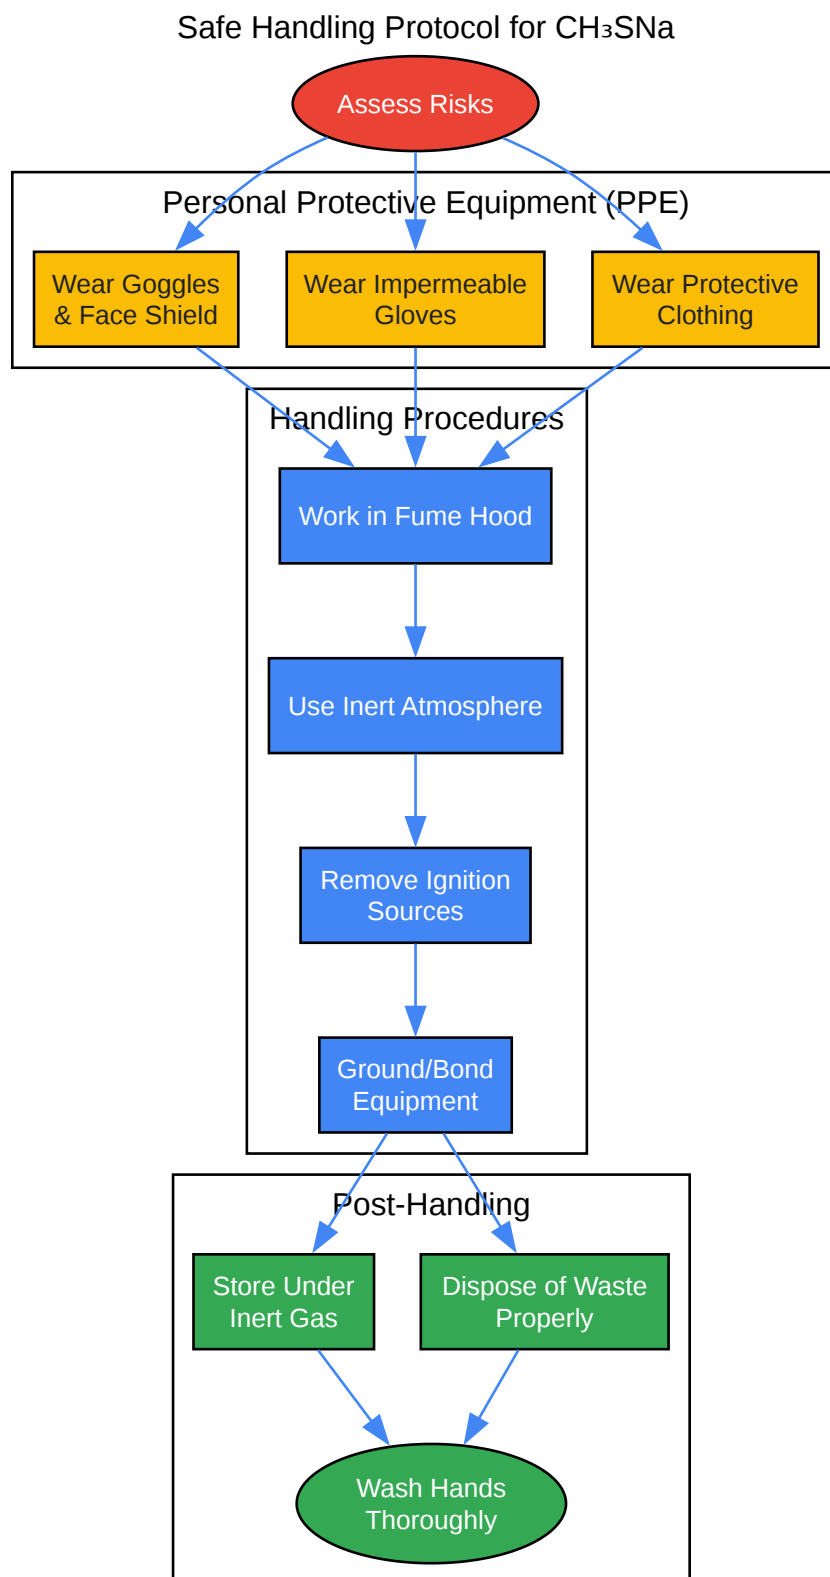 Safe Handling Protocol for CH₃SNa
Assess Risks
Personal Protective Equipment (PPE)
Wear Goggles
& Face Shield
Wear Impermeable
Gloves
Wear Protective
Clothing
Handling Procedures
Work in Fume Hood
Use Inert Atmosphere
Remove Ignition
Sources
Ground/Bond
Equipment
Post-Handling
Store Under
Inert Gas
Dispose of Waste
Properly
Wash Hands
Thoroughly